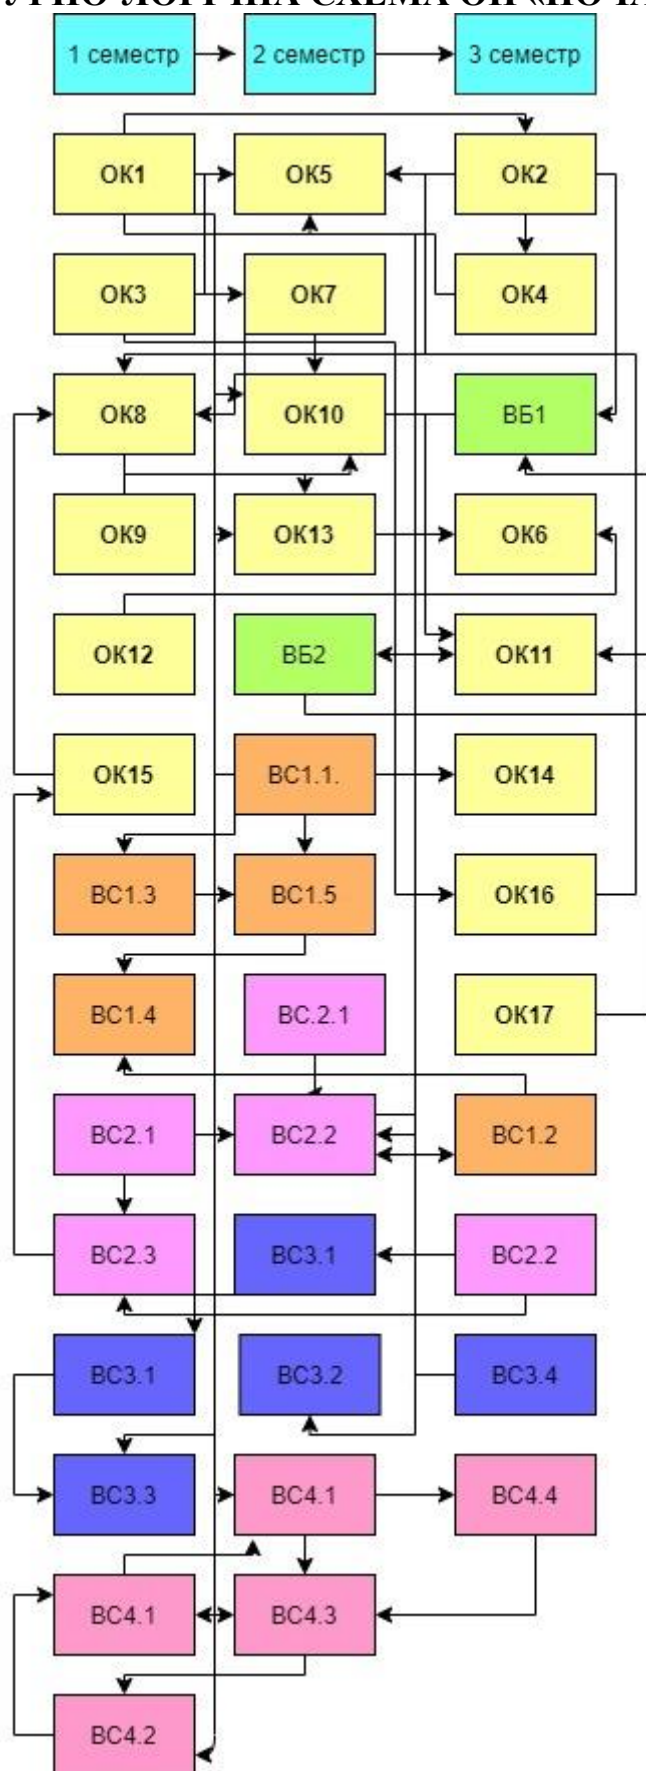 1 семестр 2 семестр 3 семестр
ОК1 ОК5 ОК2
ОК3 ОК7 ОК4
ОК8 ОК10 ВБ1
ОК9 ОК13 ОК6
ОК12 ВБ2 ОК11
ОК15 ВС1.1. ОК14
ВС1.3 ВС1.5 ОК16
ВС1.4 ВС.2.1 ОК17
ВС2.1 ВС2.2 ВС1.2
ВС2.3 ВС3.1 ВС2.2
ВС3.1 ВС3.2 ВС3.4
ВС3.3 ВС4.1 ВС4.4
ВС4.1 ВС4.3
ВС4.2